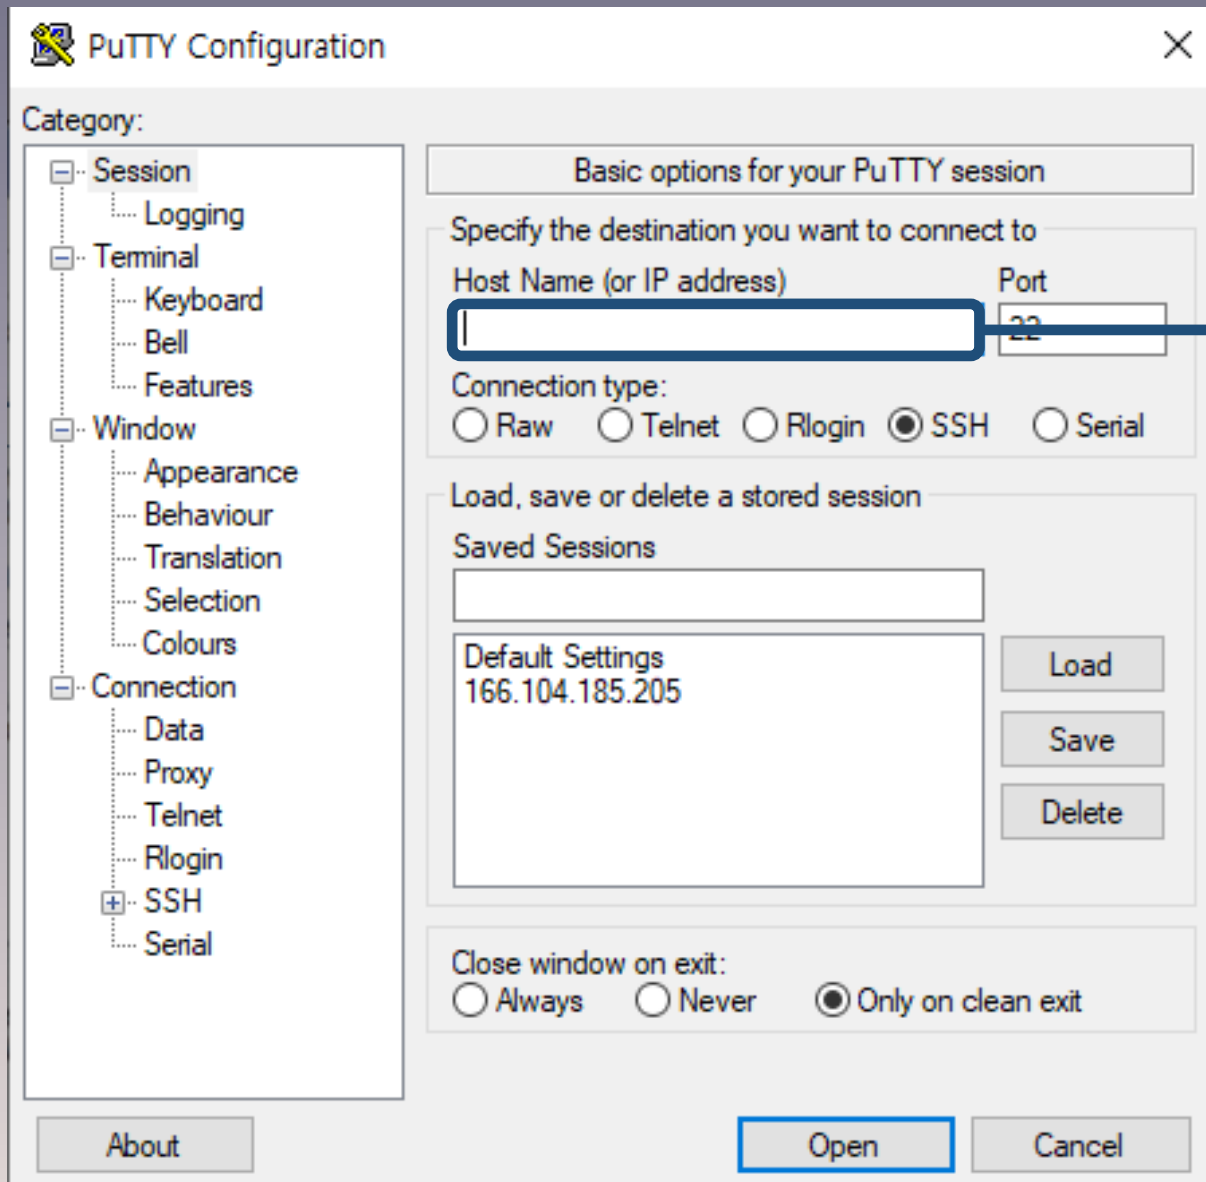 PuTTY Configuration
Category:
Session
Logging
Terminal
Keyboard
Bell
Features
Window
Appearance
Behaviour
Translation
Selection
Colours
Connection
Data
Proxy
Telnet
Rlogin
SSH
Serial
Basic options for your PuTTY session
Specify the destination you want to connect to
Host Name (or IP address) Port
22
Connection type:
Raw Telnet Rlogin SSH Serial
Load, save or delete a stored session
Saved Sessions
Default Settings
166.104.185.205
Load
Save
Delete
Close window on exit:
Always Never Only on clean exit
About Open Cancel